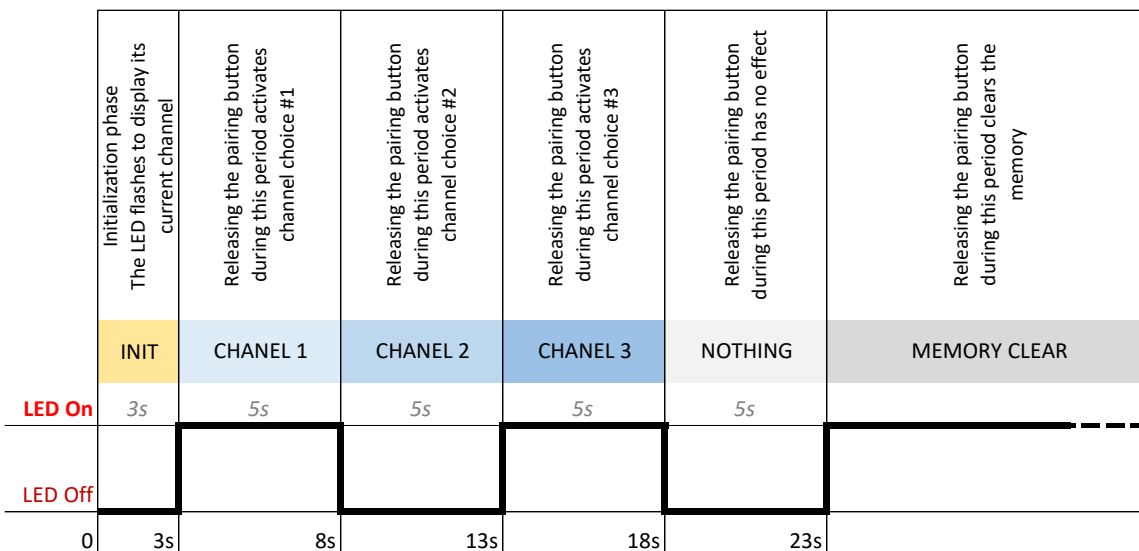 Initialization phase
The LED flashes to display its
current channel
Releasing the pairing button
during this period activates
channel choice #1
Releasing the pairing button
during this period activates
channel choice #2
Releasing the pairing button
during this period activates
channel choice #3
Releasing the pairing button
during this period has no effect
Releasing the pairing button
during this period clears the
memory
INIT CHANEL 1 CHANEL 2 CHANEL 3 NOTHING MEMORY CLEAR
LED On 3s 5s 5s 5s 5s
LED Off
0 3s 8s 13s 18s 23s